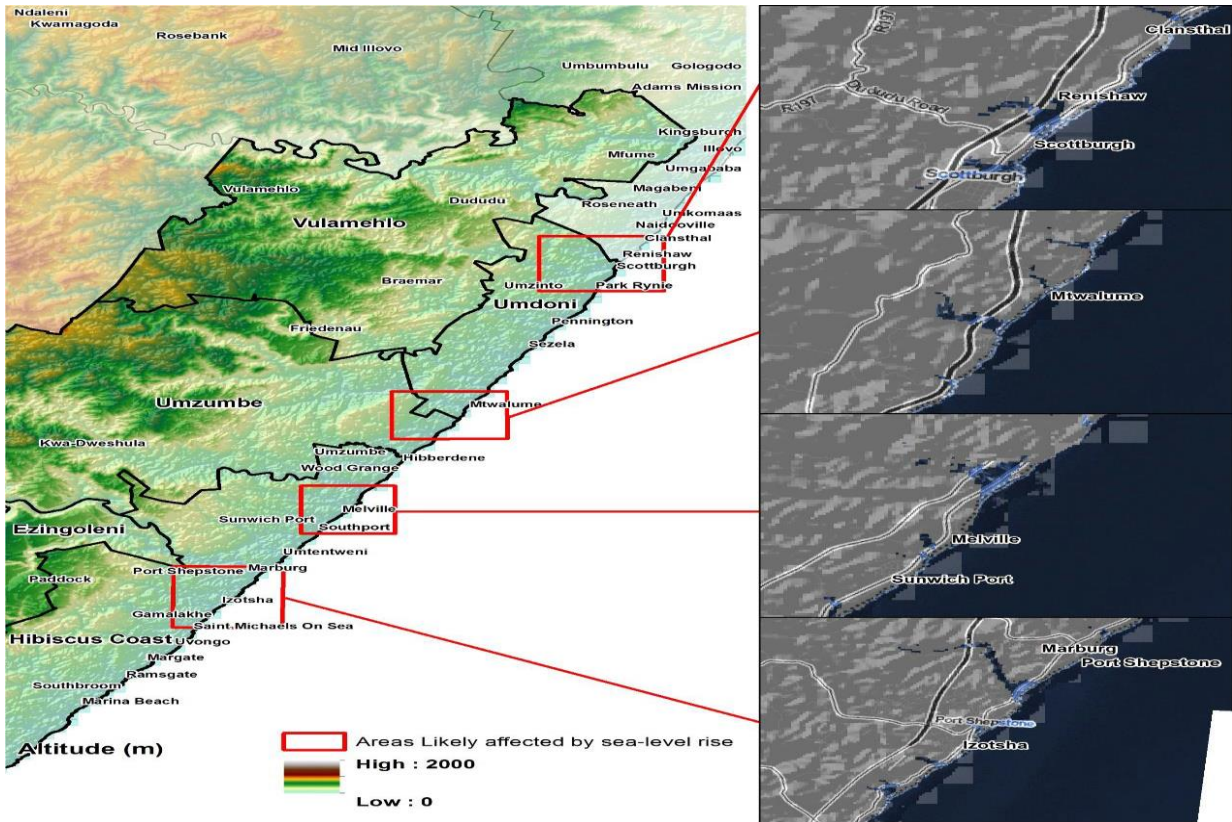 Ndaleni
Kwamagoda
Rosebank
Mid Illovo
Umbumbulu
Gologodo
Adams Mission
Kingsburgh
Illovo
Mfume
Umgababa
Vulamehlo
Magabeni
Dududu
Roseneath
Umkomaas
Vulamehlo
Naidooville
Clansthal
Renishaw
Scottburgh
Braemar
Umzinto
Park Rynie
Umdoni
Pennington
Friedenau
Sezela
Umzumbe
Mtwalume
Kwa-Dweshula
Umzumbe
Hibberdene
Wood Grange
Melville
Sunwich Port
Southport
Ezingoleni
Umtentweni
Port Shepstone
Marburg
Paddock
Izotsha
Gamalakhe
Saint Michaels On Sea
Hibiscus Coast
Uvongo
Margate
Ramsgate
Southbroom
Marina Beach
Altitude (m)
Areas Likely affected by sea-level rise
High : 2000
Low : 0
Clansthal
R197
Renishaw
R197
Dududu Road
Scottburgh
Scottburgh
Mtwalume
Melville
Sunwich Port
Marburg
Port Shepstone
Port Shepstone
Izotsha